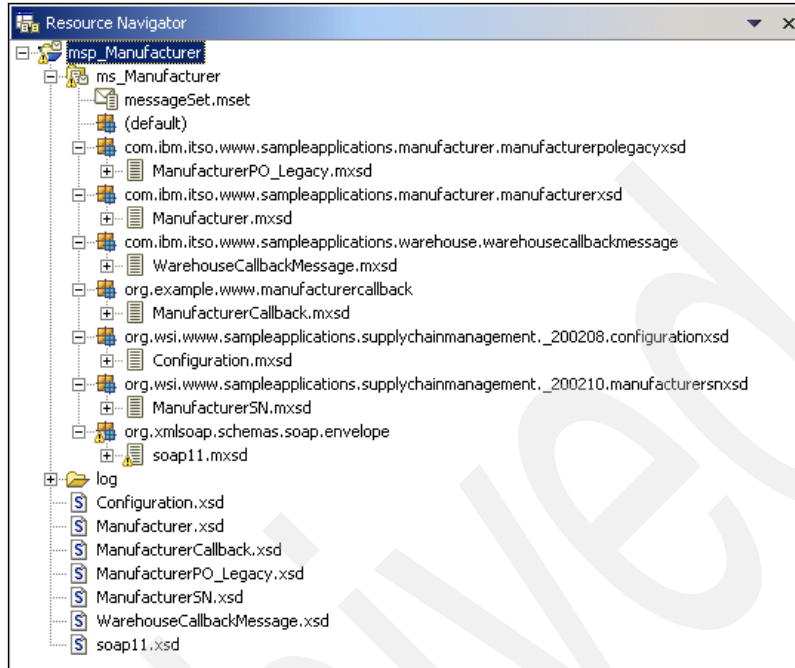 Resource Navigator
msp_Manufacturer
ms_Manufacturer
messageSet.mset
(default)
com.ibm.itso.www.sampleapplications.manufacturer.manufacturerpolegacyxsd
ManufacturerPO_Legacy.mxsd
com.ibm.itso.www.sampleapplications.manufacturer.manufacturerxsd
Manufacturer.mxsd
com.ibm.itso.www.sampleapplications.warehouse.warehousecallbackmessage
WarehouseCallbackMessage.mxsd
org.example.www.manufacturercallback
ManufacturerCallback.mxsd
org.wsi.www.sampleapplications.supplychainmanagement._200208.configurationxsd
Configuration.mxsd
org.wsi.www.sampleapplications.supplychainmanagement._200210.manufacturersnxsd
ManufacturerSN.mxsd
org.xmlsoap.schemas.soap.envelope
soap11.mxsd
log
Configuration.xsd
Manufacturer.xsd
ManufacturerCallback.xsd
ManufacturerPO_Legacy.xsd
ManufacturerSN.xsd
WarehouseCallbackMessage.xsd
soap11.xsd